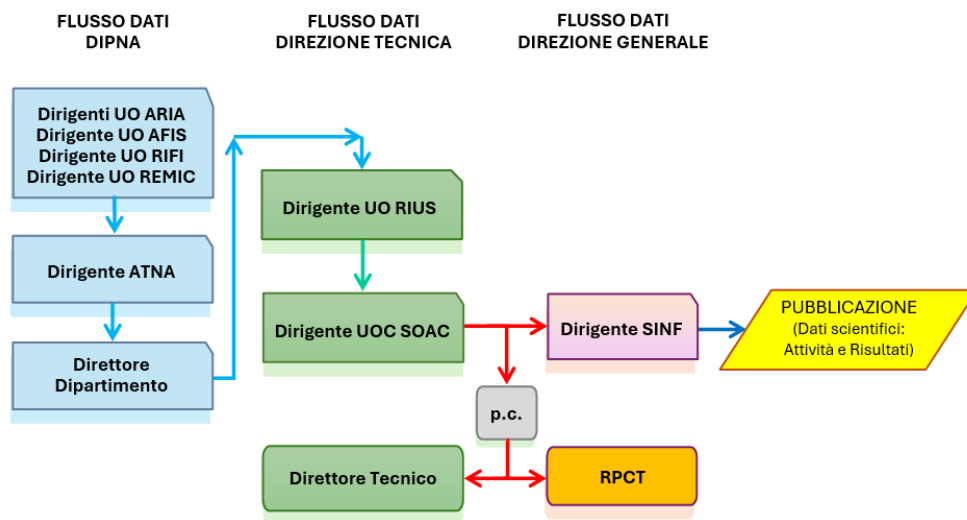 FLUSSO DATI
DIPNA
FLUSSO DATI
DIREZIONE TECNICA
FLUSSO DATI
DIREZIONE GENERALE
Dirigenti UO ARIA
Dirigente UO AFIS
Dirigente UO RIFI
Dirigente UO REMIC
Dirigente UO RIUS
Dirigente ATNA
Dirigente UOC SOAC
Dirigente SINF
PUBBLICAZIONE
(Dati scientifici:
Attività e Risultati)
Direttore
Dipartimento
p.c.
Direttore Tecnico
RPCT